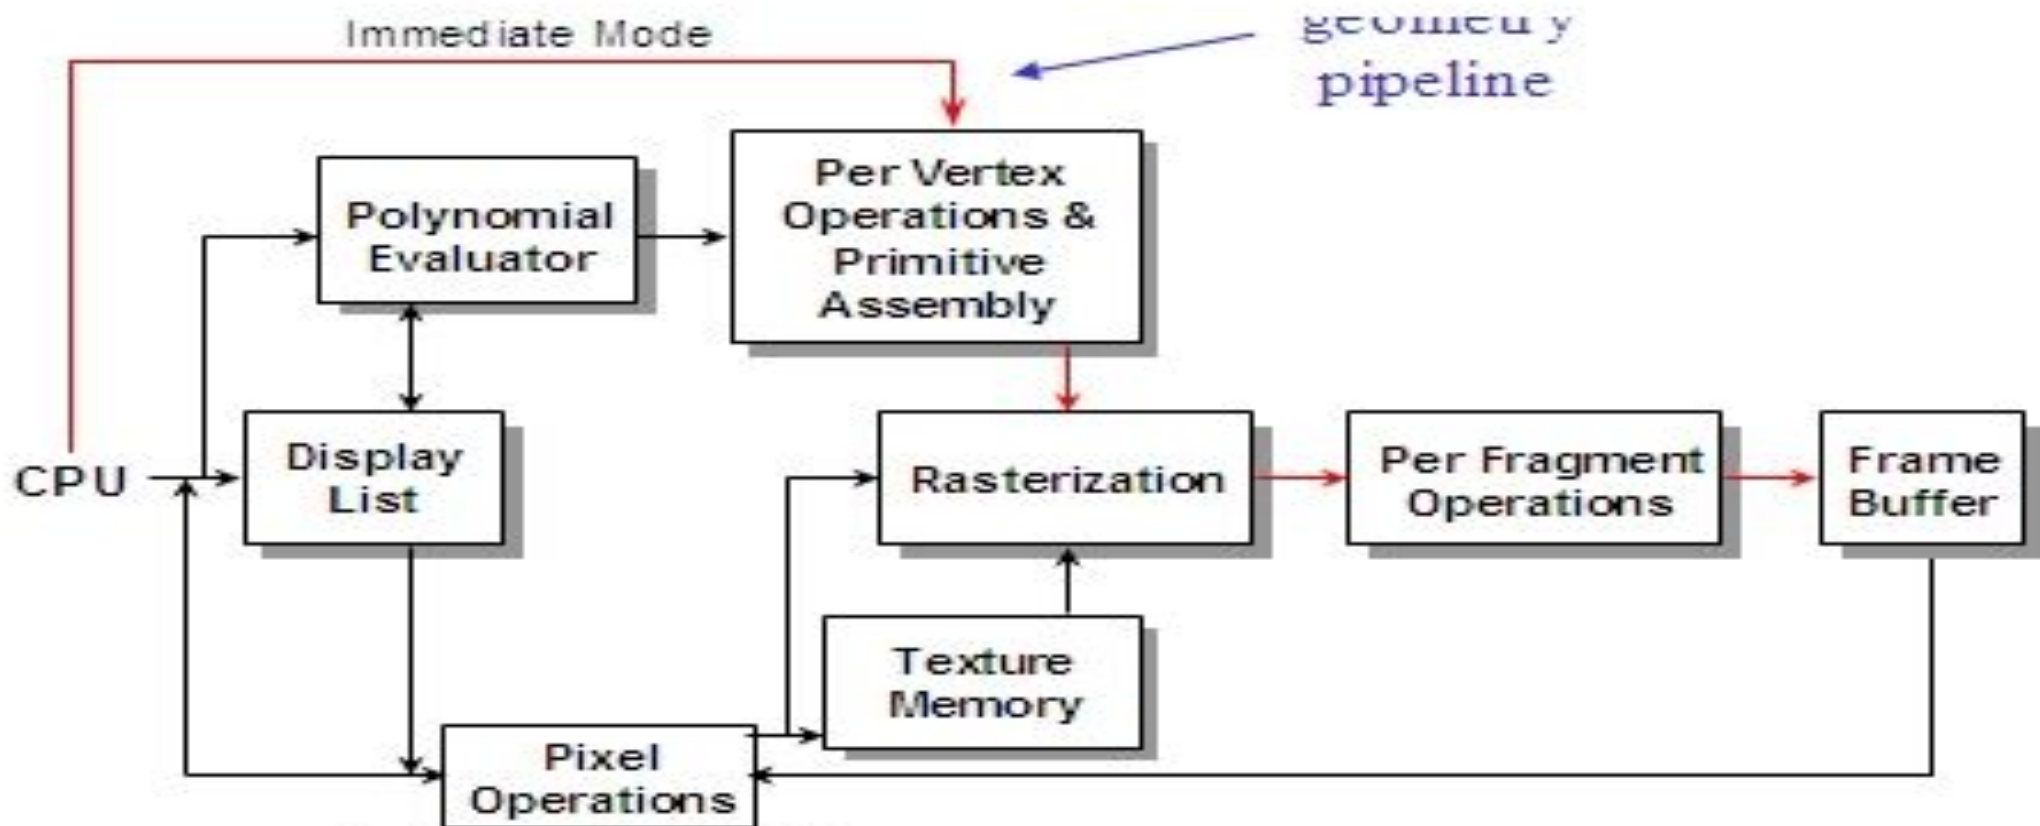 Immediate Mode
geometry
pipeline
Per Vertex
Operations &
Primitive
Assembly
Polynomial
Evaluator
CPU
Display
List
Rasterization
Per Fragment
Operations
Frame
Buffer
Texture
Memory
Pixel
Operations